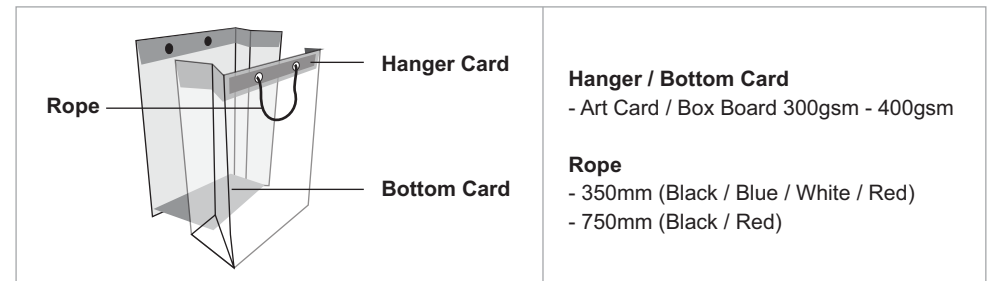 Hanger Card
Rope
Bottom Card
Hanger / Bottom Card
- Art Card / Box Board 300gsm - 400gsm
Rope
- 350mm (Black / Blue / White / Red)
- 750mm (Black / Red)